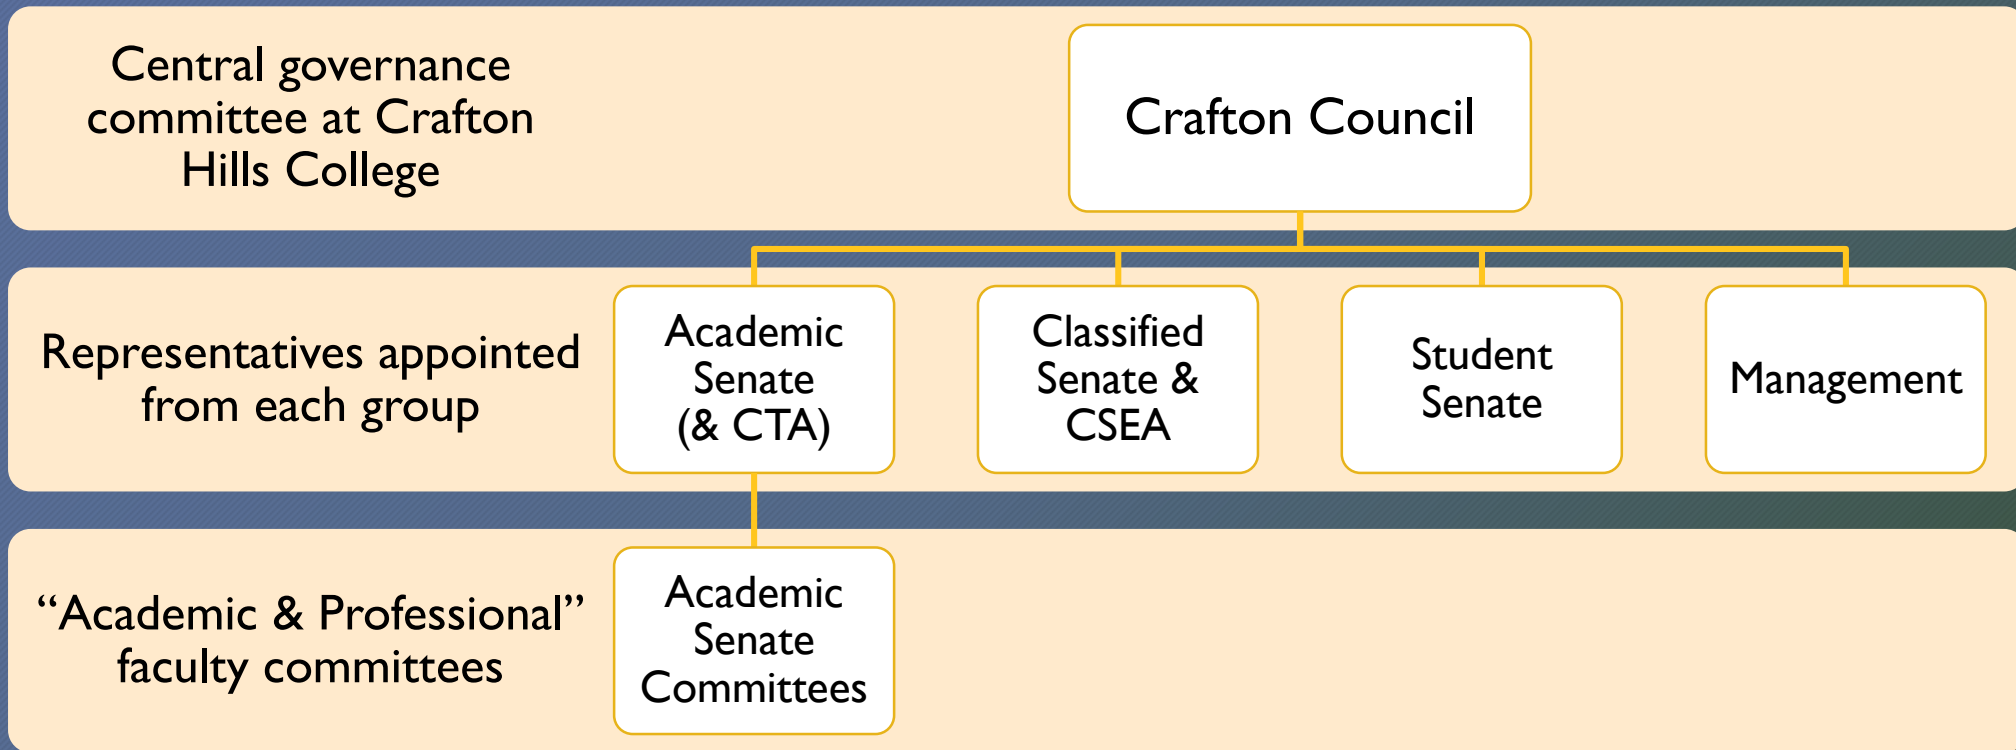 Central governance
committee at Crafton
Hills College
Crafton Council
Representatives appointed
from each group
Academic
Senate
(& CTA)
Classified
Senate &
CSEA
Student
Senate
Management
“Academic & Professional”
faculty committees
Academic
Senate
Committees